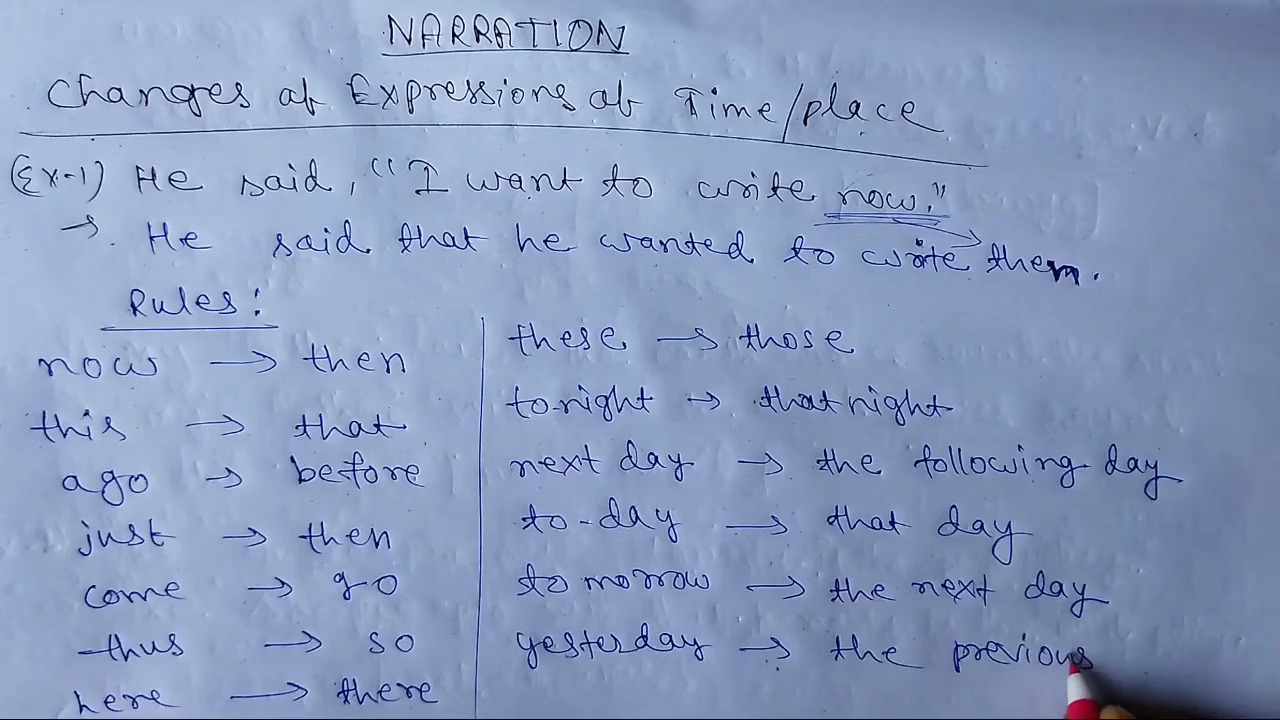 NARRATION
Changes of Expressions of Time/place
(Ex-1) He said, "I want to write now."
→ He said that he wanted to write then.
Rules:
now → then
this → that
ago → before
just → then
come → go
thus → so
here → there
these → those
tonight → that night
next day → the following day
to-day → that day
tomorrow → the next day
yesterday → the previous